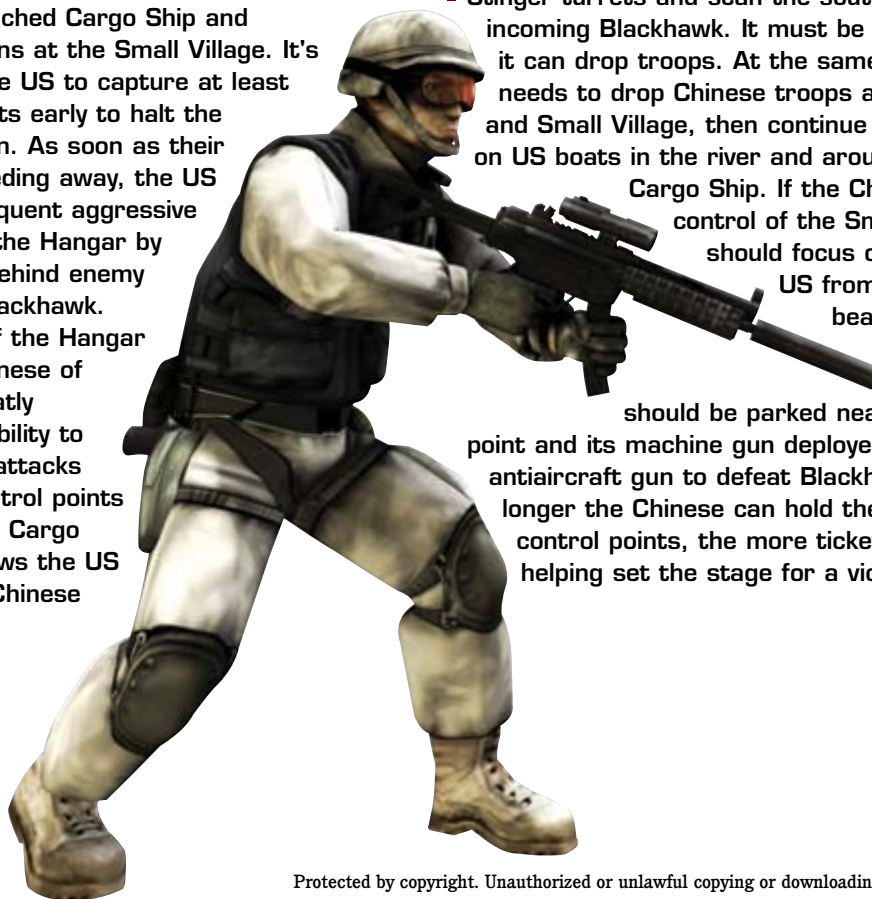 ched Cargo Ship and
ns at the Small Village. It's
e US to capture at least
ts early to halt the
n. As soon as their
ding away, the US
quent aggressive
the Hangar by
ehind enemy
ackhawk.
f the Hangar
nese of
atly
bility to
attacks
trol points
Cargo
ws the US
Chinese
Stinger turrets and scan the sout
incoming Blackhawk. It must be
it can drop troops. At the same
needs to drop Chinese troops a
and Small Village, then continue
on US boats in the river and arou
Cargo Ship. If the Ch
control of the Sm
should focus o
US from
bea
should be parked nea
point and its machine gun deploye
antiaircraft gun to defeat Blackh
longer the Chinese can hold the
control points, the more ticke
helping set the stage for a vic
Protected by copyright. Unauthorized or unlawful copying or downloadin